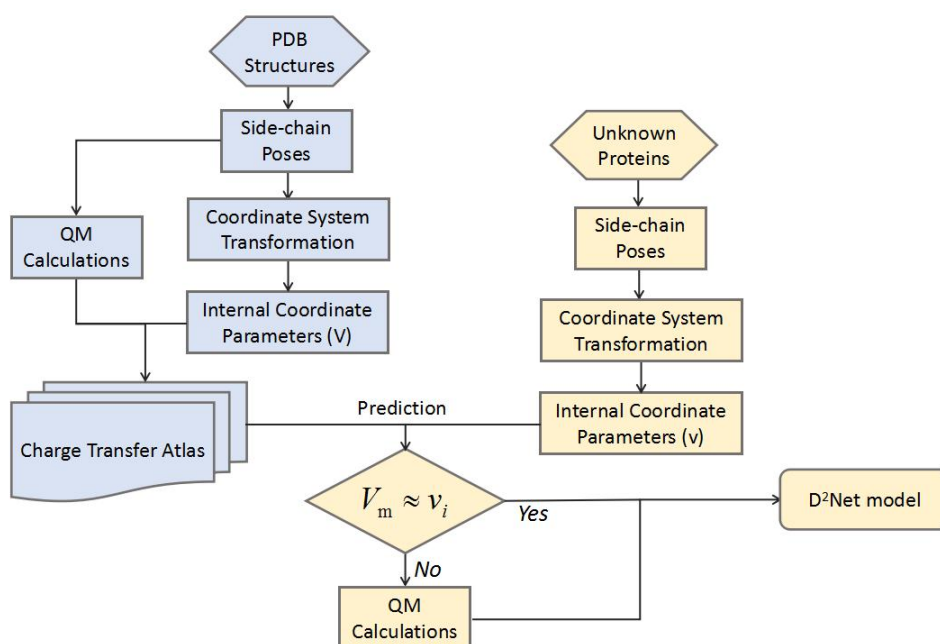 PDB
Structures
Side-chain
Poses
QM
Calculations
Coordinate System
Transformation
Internal Coordinate
Parameters (V)
Charge Transfer Atlas
Unknown
Proteins
Side-chain
Poses
Coordinate System
Transformation
Internal Coordinate
Parameters (v)
Prediction
Vₘ ≈ vᵢ
Yes
No
QM
Calculations
D²Net model